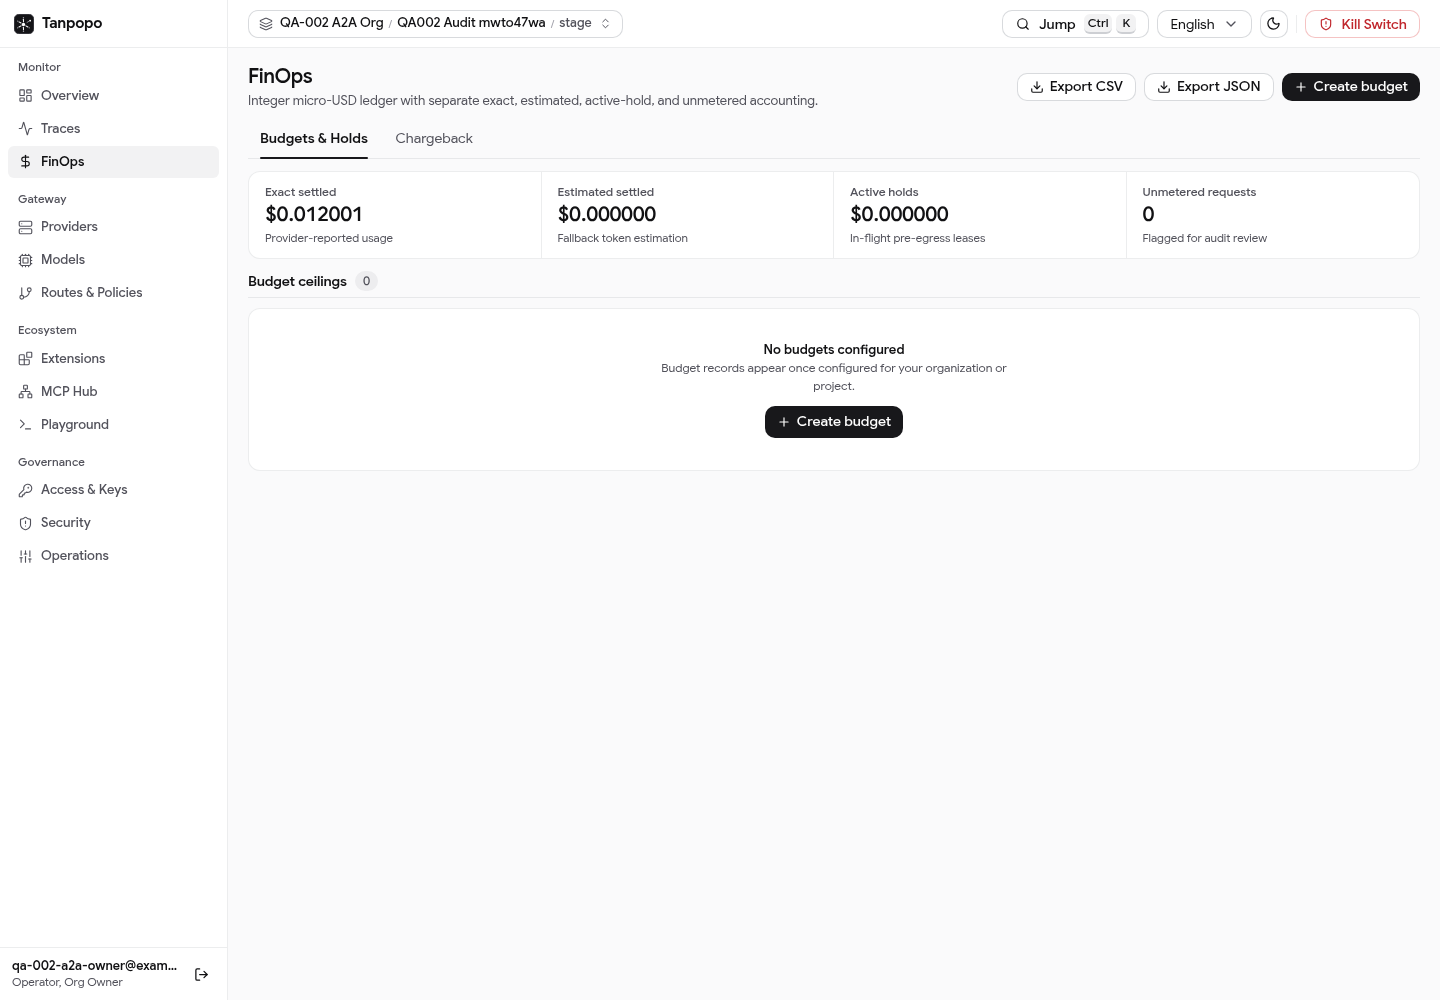 Tanpopo
QA-002 A2A Org / QA002 Audit mwto47wa / stage
Jump Ctrl K
English
Kill Switch
Monitor
Overview
Traces
FinOps
Gateway
Providers
Models
Routes & Policies
Ecosystem
Extensions
MCP Hub
Playground
Governance
Access & Keys
Security
Operations
qa-002-a2a-owner@exam...
Operator, Org Owner
FinOps
Integer micro-USD ledger with separate exact, estimated, active-hold, and unmetered accounting.
Export CSV
Export JSON
Create budget
Budgets & Holds
Chargeback
Exact settled
$0.012001
Provider-reported usage
Estimated settled
$0.000000
Fallback token estimation
Active holds
$0.000000
In-flight pre-egress leases
Unmetered requests
0
Flagged for audit review
Budget ceilings 0
No budgets configured
Budget records appear once configured for your organization or
project.
Create budget